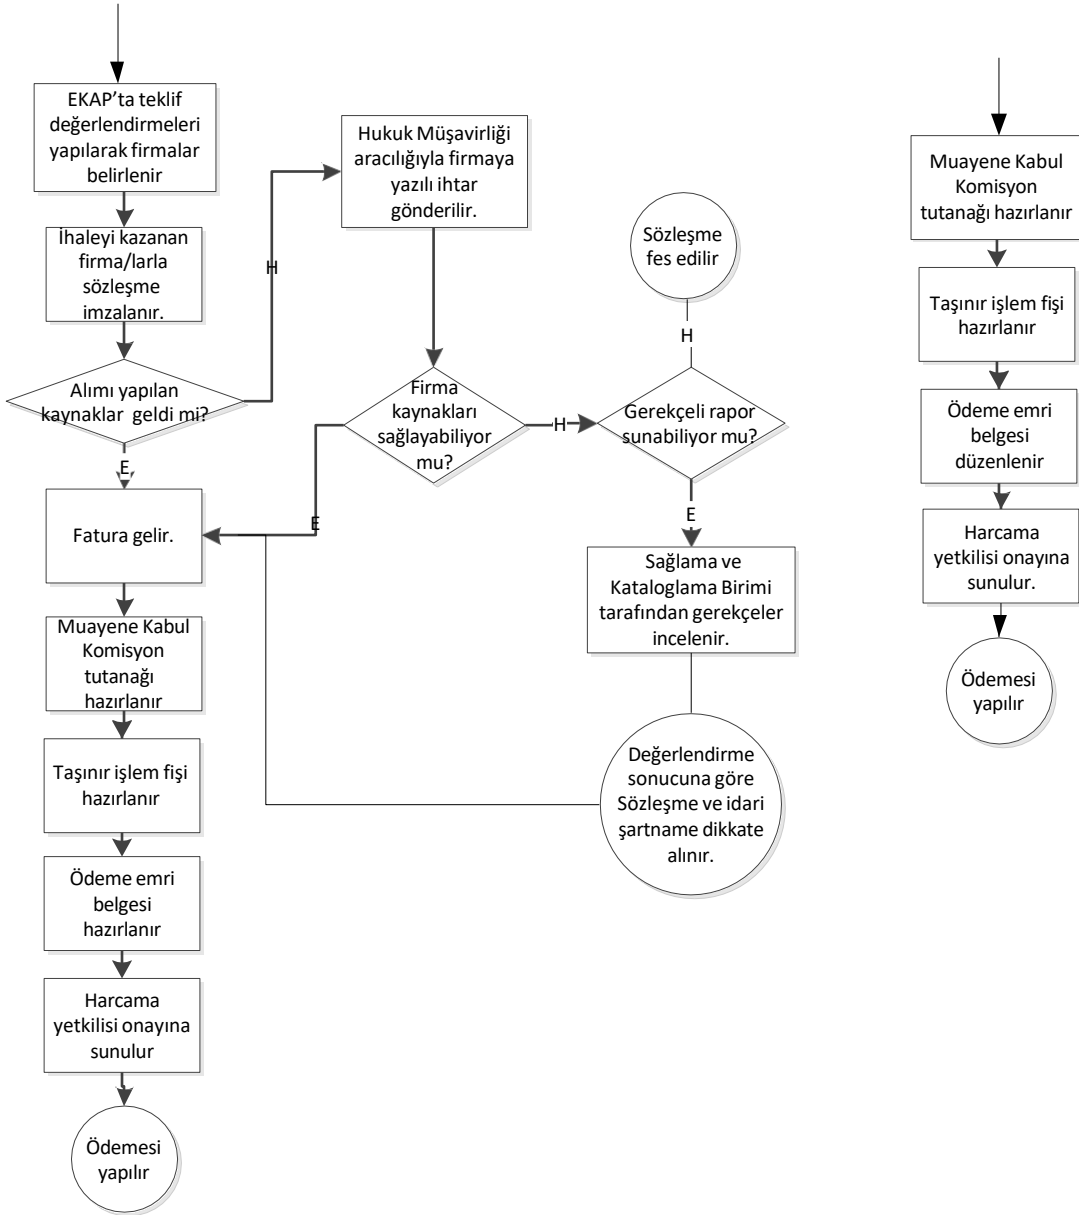 EKAP’ta teklif
değerlendirmeleri
yapılarak firmalar
belirlenir
İhaleyi kazanan
firma/larla
sözleşme
imzalanır.
Alımı yapılan
kaynaklar geldi mi?
E
H
Fatura gelir.
Muayene Kabul
Komisyon
tutanağı
hazırlanır
Taşınır işlem fişi
hazırlanır
Ödeme emri
belgesi
hazırlanır
Harcama
yetkilisi onayına
sunulur
Ödemesi
yapılır
Hukuk Müşavirliği
aracılığıyla firmaya
yazılı ihtar
gönderilir.
Firma
kaynakları
sağlayabiliyor
mu?
E
H
Sözleşme
fes edilir
H
Gerekçeli rapor
sunabiliyor mu?
E
Sağlama ve
Kataloglama Birimi
tarafından gerekçeler
incelenir.
Değerlendirme
sonucuna göre
Sözleşme ve idari
şartname dikkate
alınır.
Muayene Kabul
Komisyon
tutanağı hazırlanır
Taşınır işlem fişi
hazırlanır
Ödeme emri
belgesi
düzenlenir
Harcama
yetkilisi onayına
sunulur.
Ödemesi
yapılır